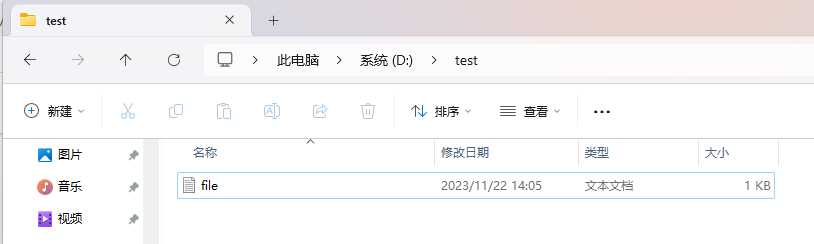 test
此电脑 系统 (D:) test
新建 排序 查看
图片 名称 修改日期 类型 大小
音乐 file 2023/11/22 14:05 文本文档 1 KB
视频